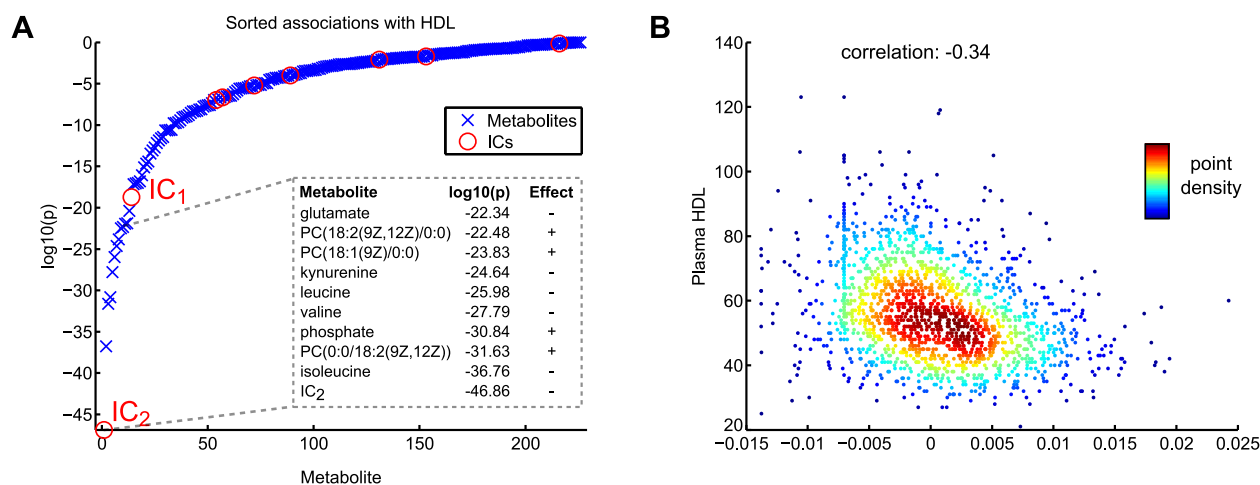 A
Sorted associations with HDL
0
−5
−10
−15
−20
−25
−30
−35
−40
−45
log10(p)
Metabolites
ICs
IC1
IC2
Metabolite log10(p) Effect
glutamate -22.34 -
PC(18:2(9Z,12Z)/0:0) -22.48 +
PC(18:1(9Z)/0:0) -23.83 +
kynurenine -24.64 -
leucine -25.98 -
valine -27.79 -
phosphate -30.84 +
PC(0:0/18:2(9Z,12Z)) -31.63 +
isoleucine -36.76 -
IC2 -46.86 -
0 50 100 150 200
Metabolite
B
correlation: -0.34
140
120
100
80
60
40
20
Plasma HDL
point
density
−0.015 −0.01 −0.005 0 0.005 0.01 0.015 0.02 0.025